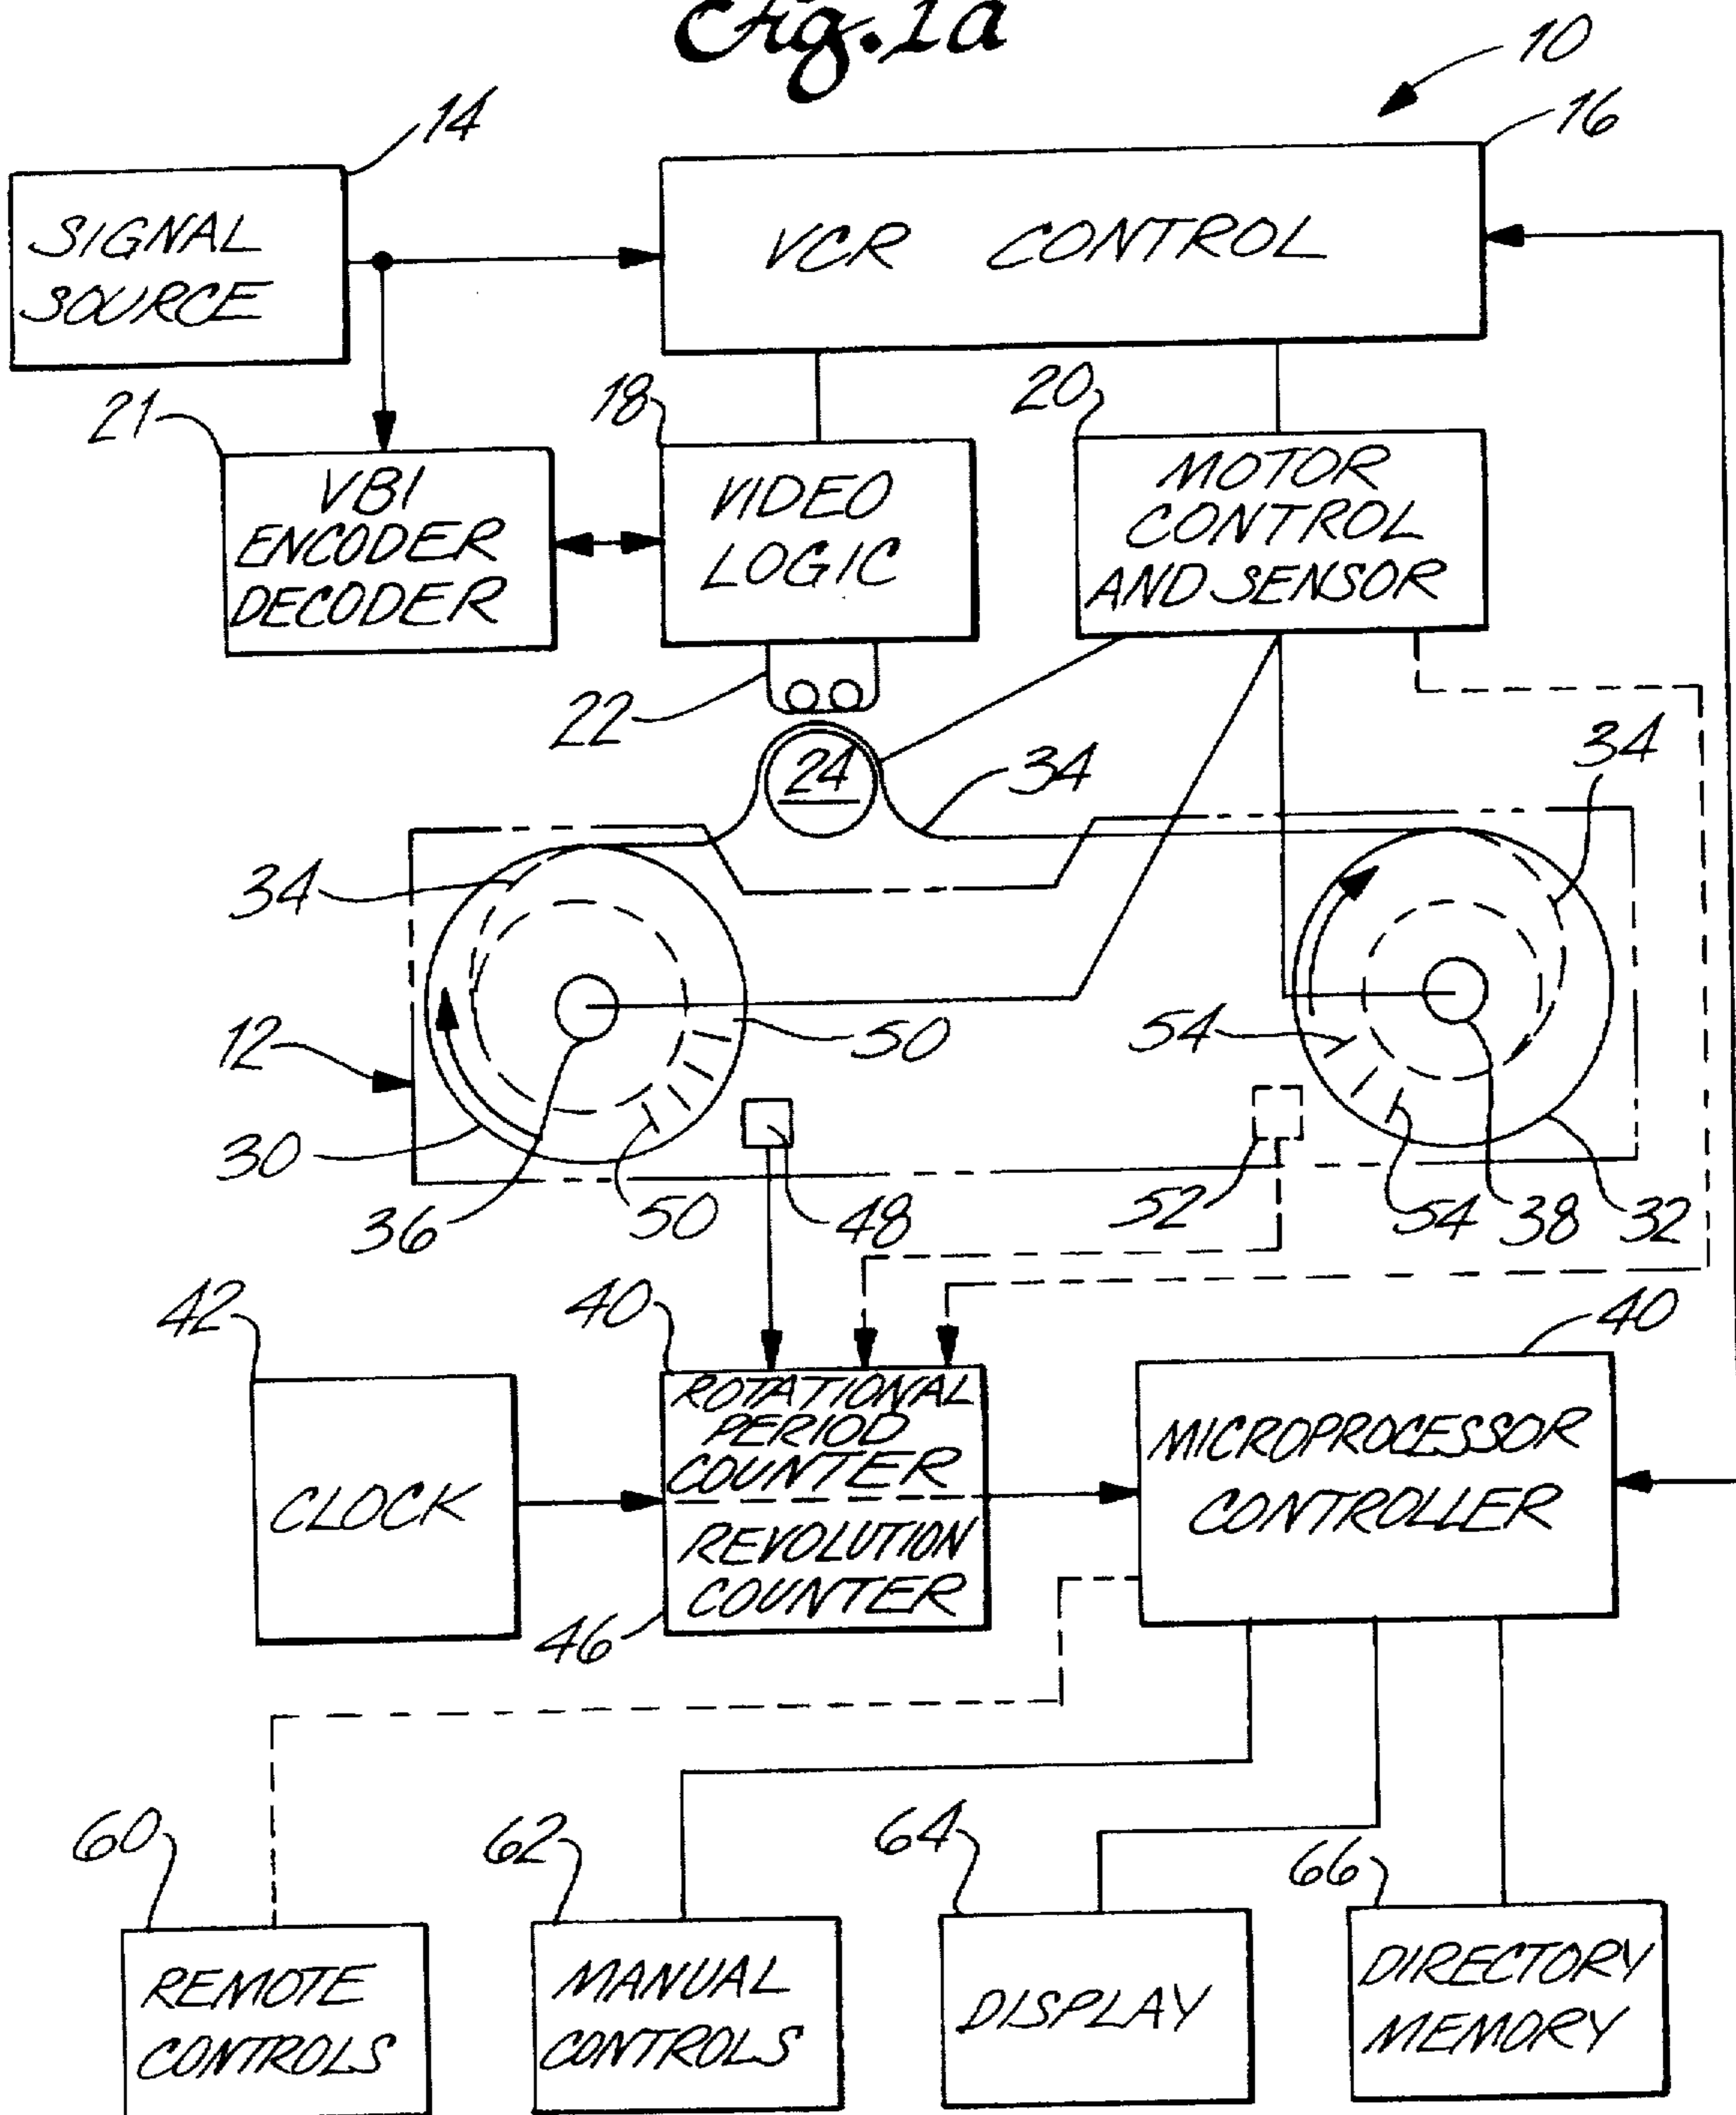 Fig. 1a
10
14
16
SIGNAL
SOURCE
VCR CONTROL
21
18
20
VBI
ENCODER
DECODER
VIDEO
LOGIC
MOTOR
CONTROL
AND SENSOR
22
24
34
34
34
12
50
54
30
36
50
48
52
54
38
32
42
40
40
CLOCK
ROTATIONAL
PERIOD
COUNTER
REVOLUTION
COUNTER
46
MICROPROCESSOR
CONTROLLER
60
62
64
66
REMOTE
CONTROLS
MANUAL
CONTROLS
DISPLAY
DIRECTORY
MEMORY